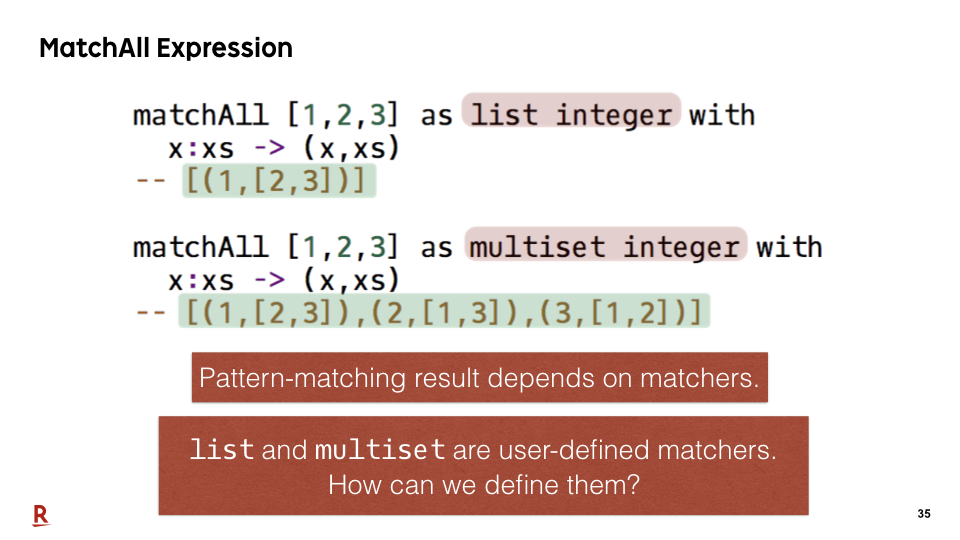 MatchAll Expression
matchAll [1,2,3] as list integer with
x:xs -> (x,xs)
-- [(1,[2,3])]
matchAll [1,2,3] as multiset integer with
x:xs -> (x,xs)
-- [(1,[2,3]),(2,[1,3]),(3,[1,2])]
Pattern-matching result depends on matchers.
list and multiset are user-defined matchers.
How can we define them?
R
35